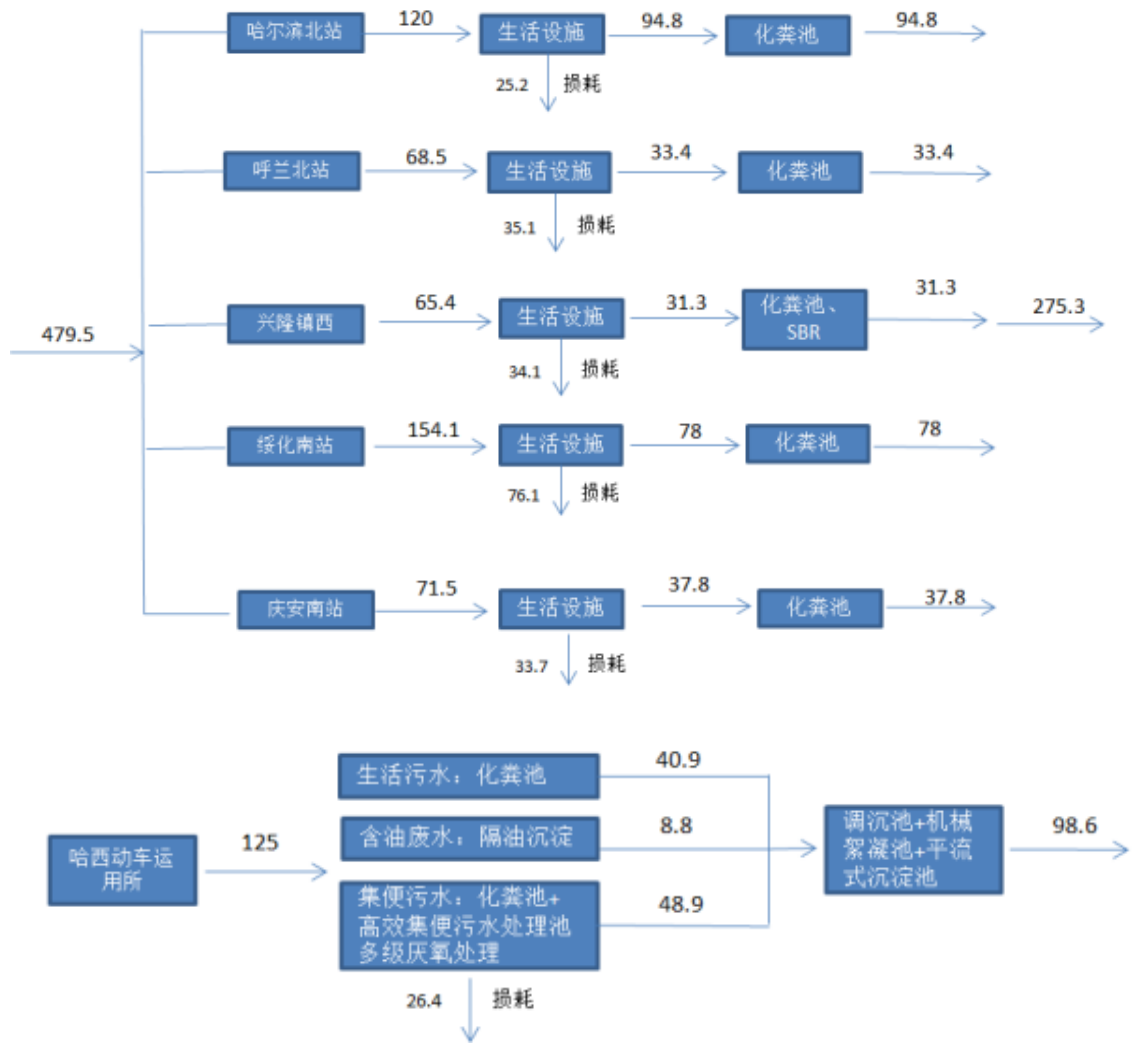 哈尔滨北站 120 生活设施 94.8 化粪池 94.8
25.2 损耗
呼兰北站 68.5 生活设施 33.4 化粪池 33.4
35.1 损耗
479.5
兴隆镇西 65.4 生活设施 31.3 化粪池、
SBR
31.3 275.3
34.1 损耗
绥化南站 154.1 生活设施 78 化粪池 78
76.1 损耗
庆安南站 71.5 生活设施 37.8 化粪池 37.8
33.7 损耗
哈西动车运
用所
125
生活污水：化粪池
40.9
含油废水：隔油沉淀
8.8
集便污水：化粪池+
高效集便污水处理池
多级厌氧处理
48.9
调沉池+机械
絮凝池+平流
式沉淀池
98.6
26.4 损耗